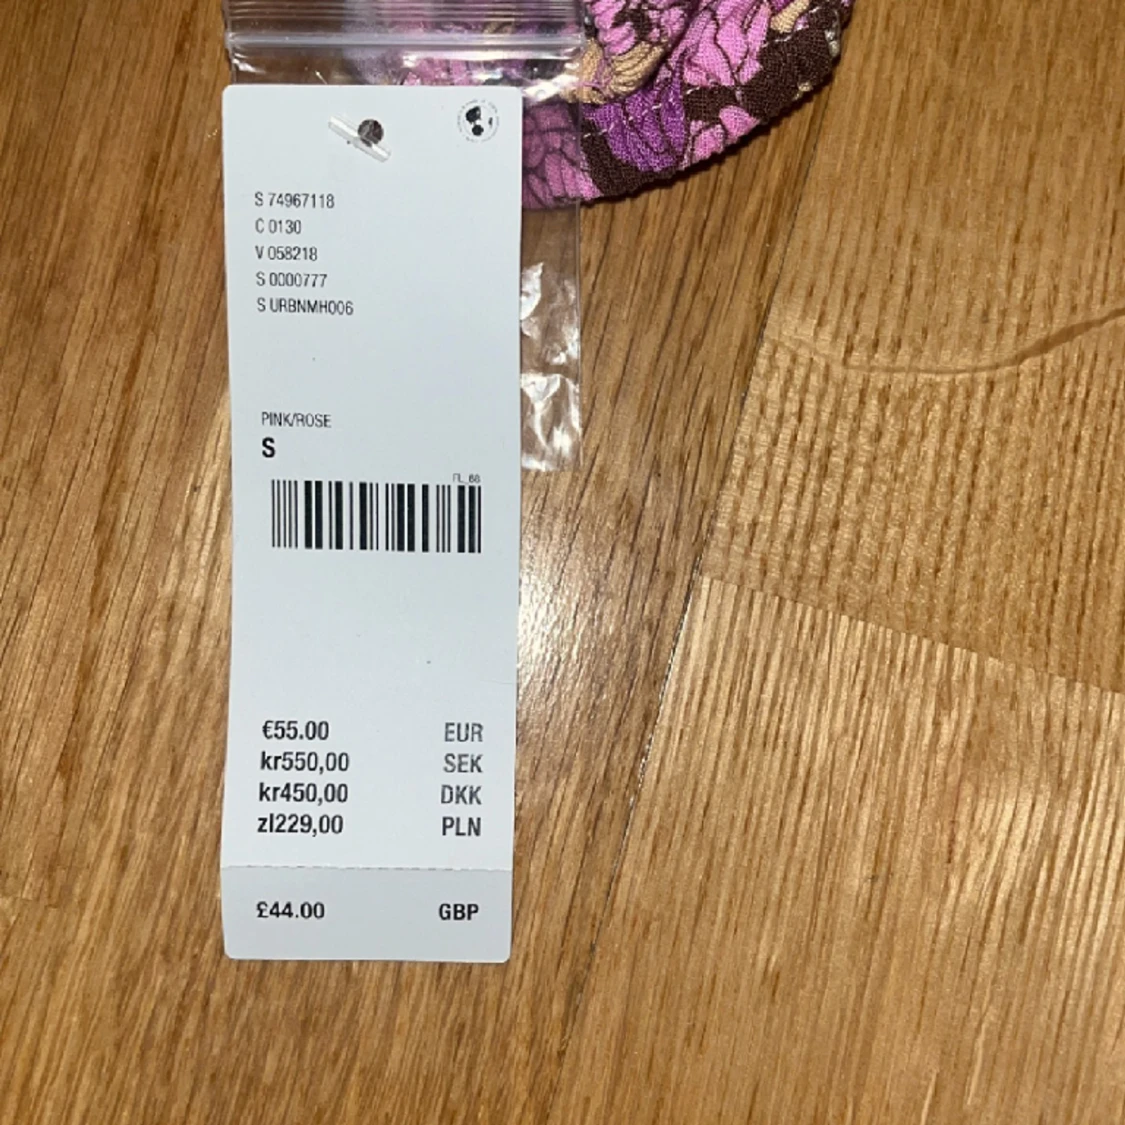 S 74967118
C 0130
V 058218
S 0000777
S URBNMH006
PINK/ROSE
S
FL_68
€55.00 EUR
kr550,00 SEK
kr450,00 DKK
zl229,00 PLN
£44.00 GBP